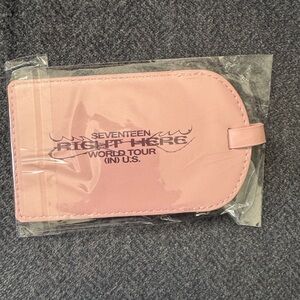 SEVENTEEN
RIGHT HERE
WORLD TOUR
(IN) U.S.